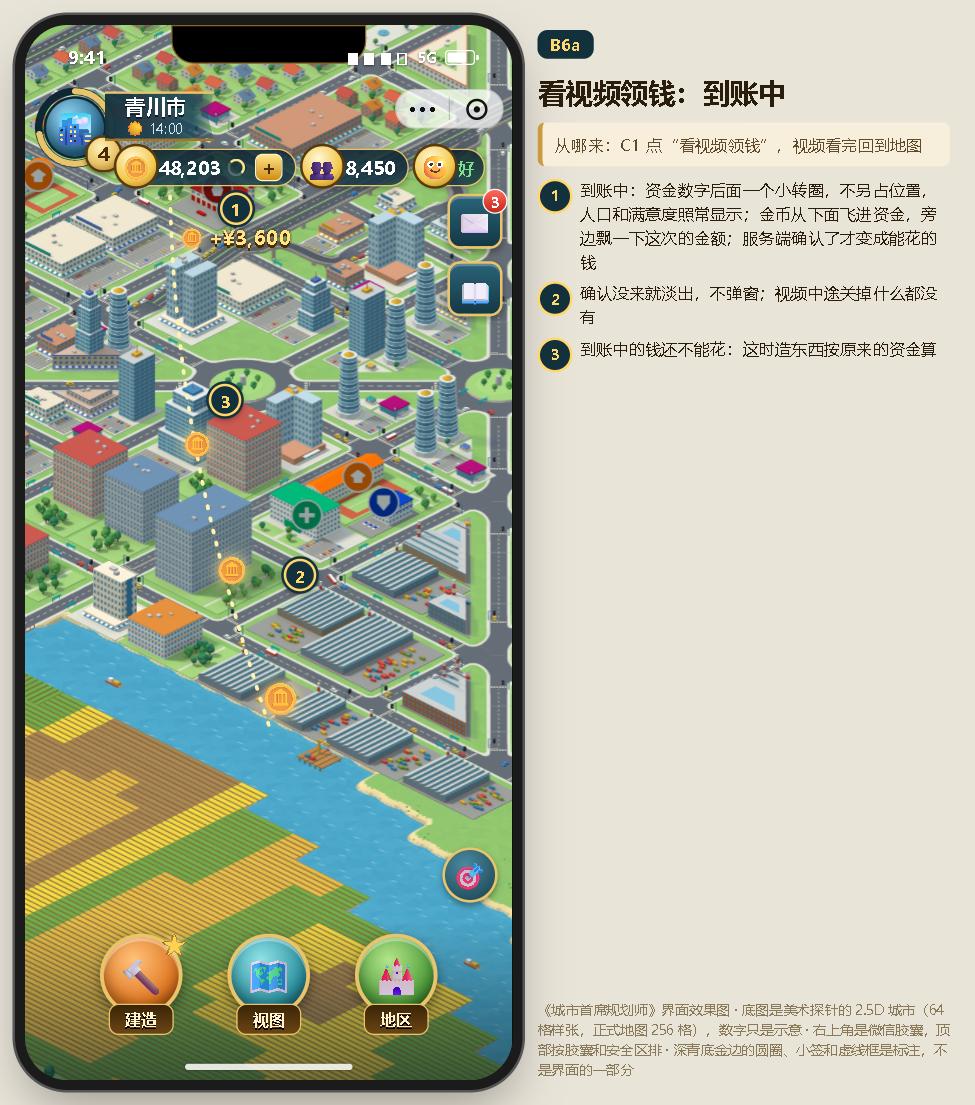 9:41
5G
青川市
14:00
4
48,203
+
8,450
好
1
+¥3,600
3
3
2
建造
视图
地区
B6a
看视频领钱：到账中
从哪来：C1 点“看视频领钱”，视频看完回到地图
1 到账中：资金数字后面一个小转圈，不另占位置，
人口和满意度照常显示；金币从下面飞进资金，旁
边飘一下这次的金额；服务端确认了才变成能花的
钱
2 确认没来就淡出，不弹窗；视频中途关掉什么都没
有
3 到账中的钱还不能花：这时造东西按原来的资金算
《城市首席规划师》界面效果图 · 底图是美术探针的 2.5D 城市（64
格样张，正式地图 256 格），数字只是示意 · 右上角是微信胶囊，顶
部按胶囊和安全区排 · 深青底金边的圆圈、小签和虚线框是标注，不
是界面的一部分